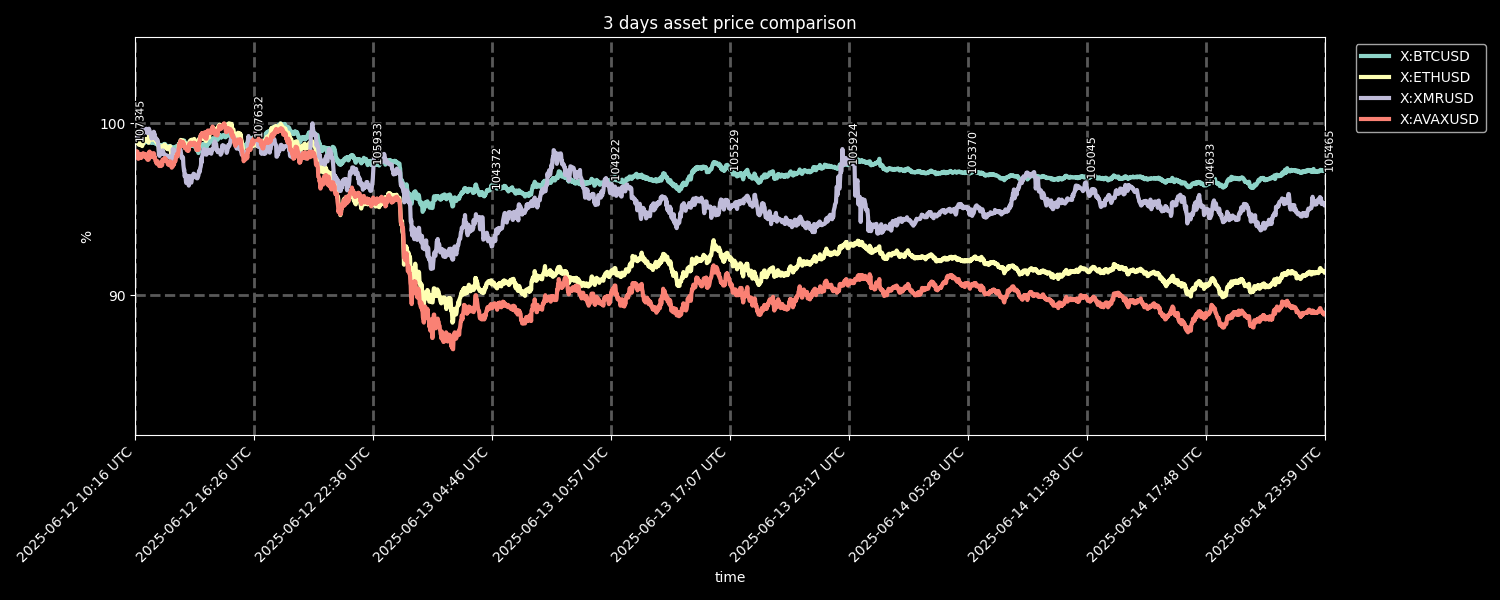 3 days asset price comparison
X:BTCUSD
X:ETHUSD
X:XMRUSD
X:AVAXUSD
%
100
90
107345
107632
105933
104372
104922
105529
105924
105370
105045
104633
105465
2025-06-12 10:16 UTC
2025-06-12 16:26 UTC
2025-06-12 22:36 UTC
2025-06-13 04:46 UTC
2025-06-13 10:57 UTC
2025-06-13 17:07 UTC
2025-06-13 23:17 UTC
2025-06-14 05:28 UTC
2025-06-14 11:38 UTC
2025-06-14 17:48 UTC
2025-06-14 23:59 UTC
time